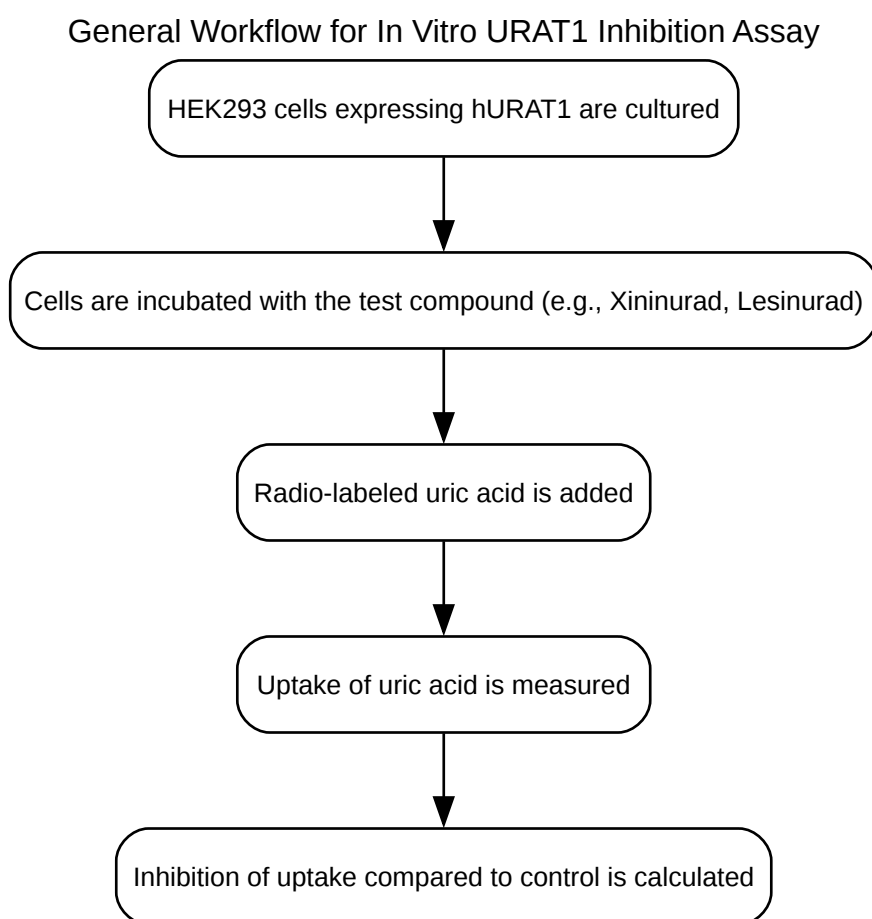 General Workflow for In Vitro URAT1 Inhibition Assay
HEK293 cells expressing hURAT1 are cultured
Cells are incubated with the test compound (e.g., Xininurad, Lesinurad)
Radio-labeled uric acid is added
Uptake of uric acid is measured
Inhibition of uptake compared to control is calculated